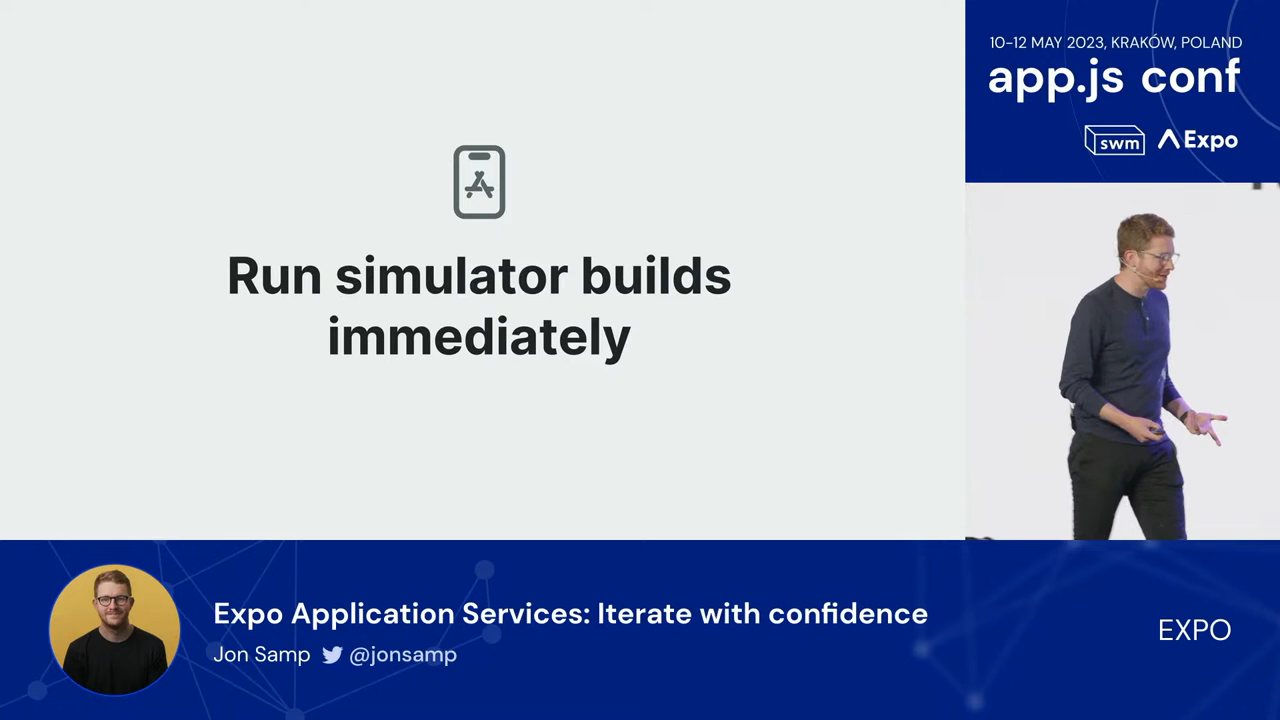 Run simulator builds
immediately
10-12 MAY 2023, KRAKÓW, POLAND
app.js conf
swm Expo
Expo Application Services: Iterate with confidence
Jon Samp @jonsamp
EXPO